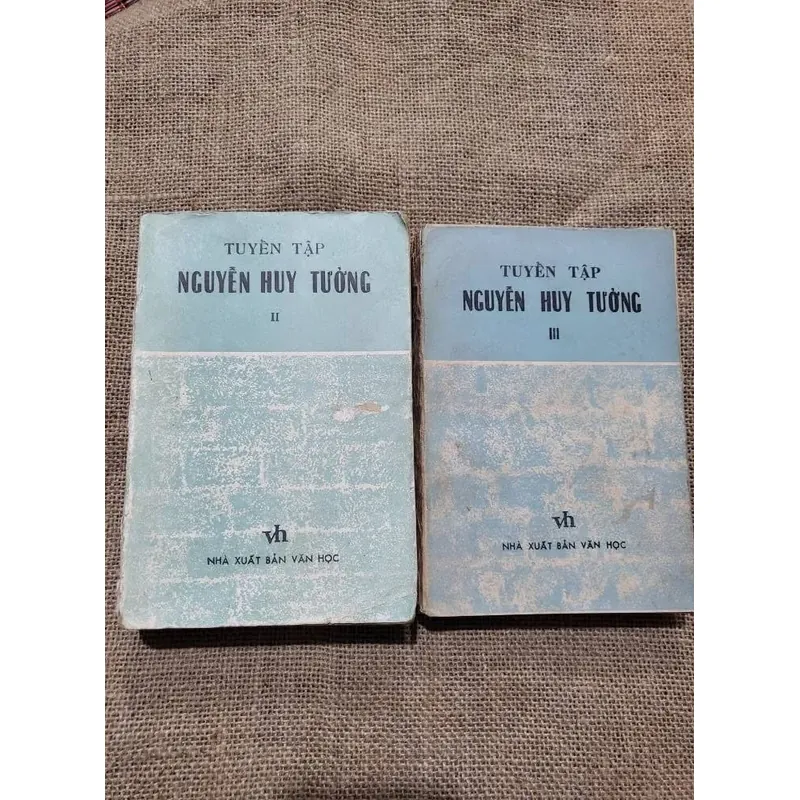 TUYỂN TẬP
NGUYỄN HUY TƯỞNG
II
vh
NHÀ XUẤT BẢN VĂN HỌC
TUYỂN TẬP
NGUYỄN HUY TƯỞNG
III
vh
NHÀ XUẤT BẢN VĂN HỌC